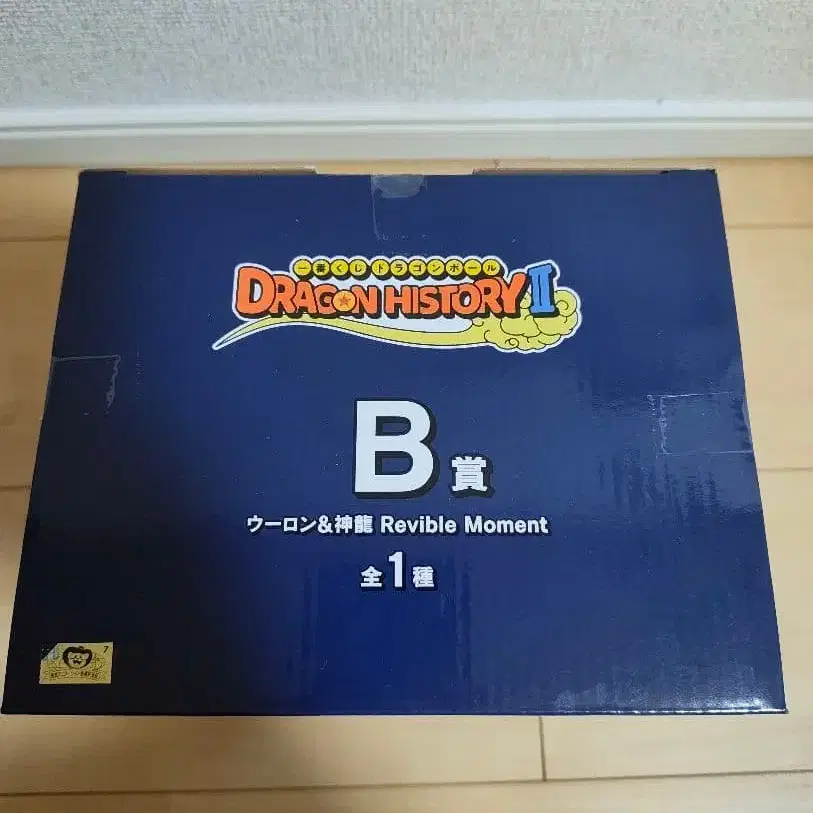 一番くじ ドラゴンボール
DRAGON HISTORY II
B賞
ウーロン&神龍 Revible Moment
全1種
7